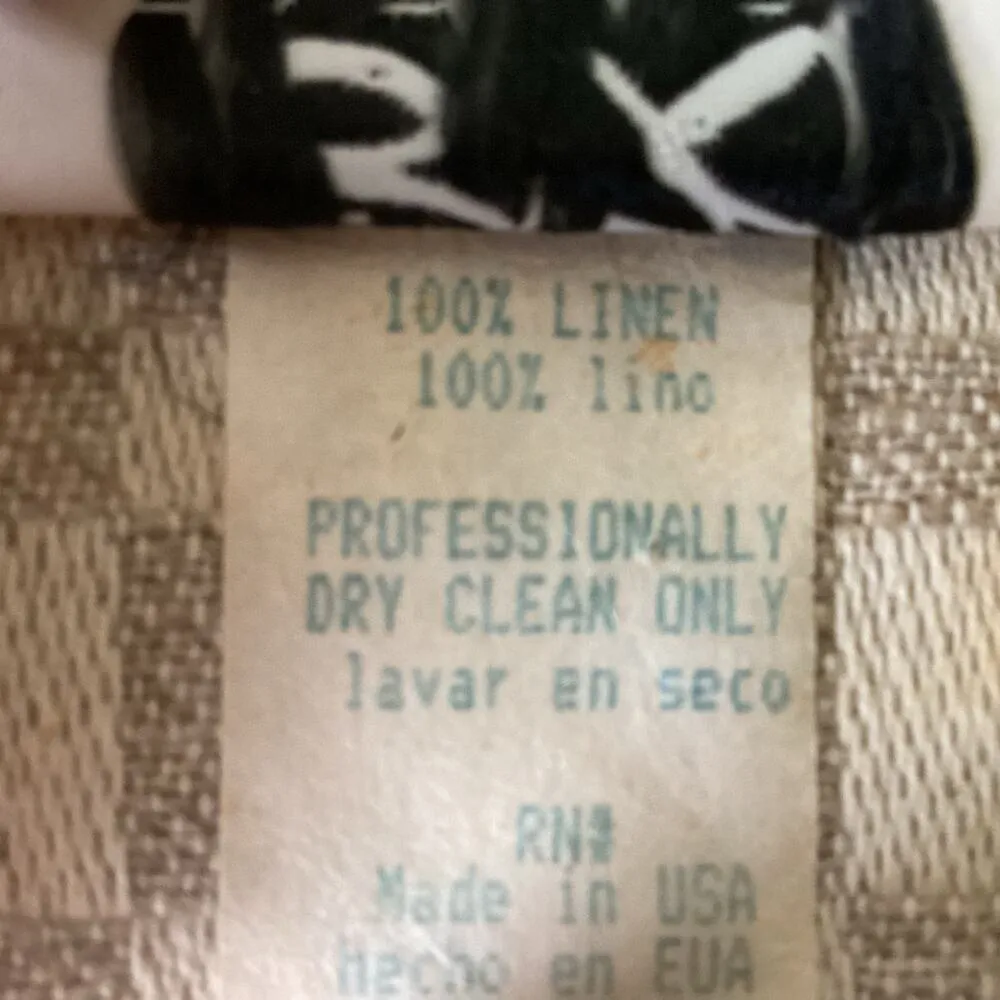 100% LINEN
100% lino
PROFESSIONALLY
DRY CLEAN ONLY
lavar en seco
RN#
Made in USA
Hecho en EUA